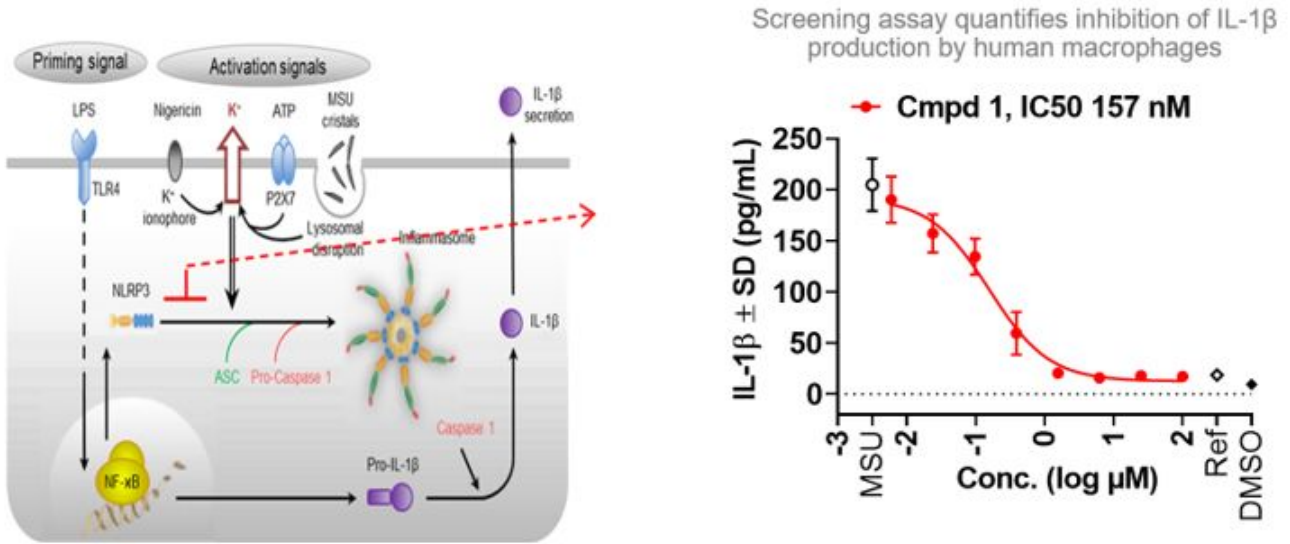 Priming signal
Activation signals
LPS
Nigericin
K⁺
ATP
MSU
cristals
IL-1β
secretion
TLR4
K⁺
ionophore
P2X7
Lysosomal
disruption
Inflammasome
NLRP3
IL-1β
ASC
Pro-Caspase 1
Caspase 1
NF-κB
Pro-IL-1β
Screening assay quantifies inhibition of IL-1β
production by human macrophages
Cmpd 1, IC50 157 nM
IL-1β ± SD (pg/mL)
250
200
150
100
50
0
-3
MSU
-2
-1
0
1
2
Ref
DMSO
Conc. (log µM)